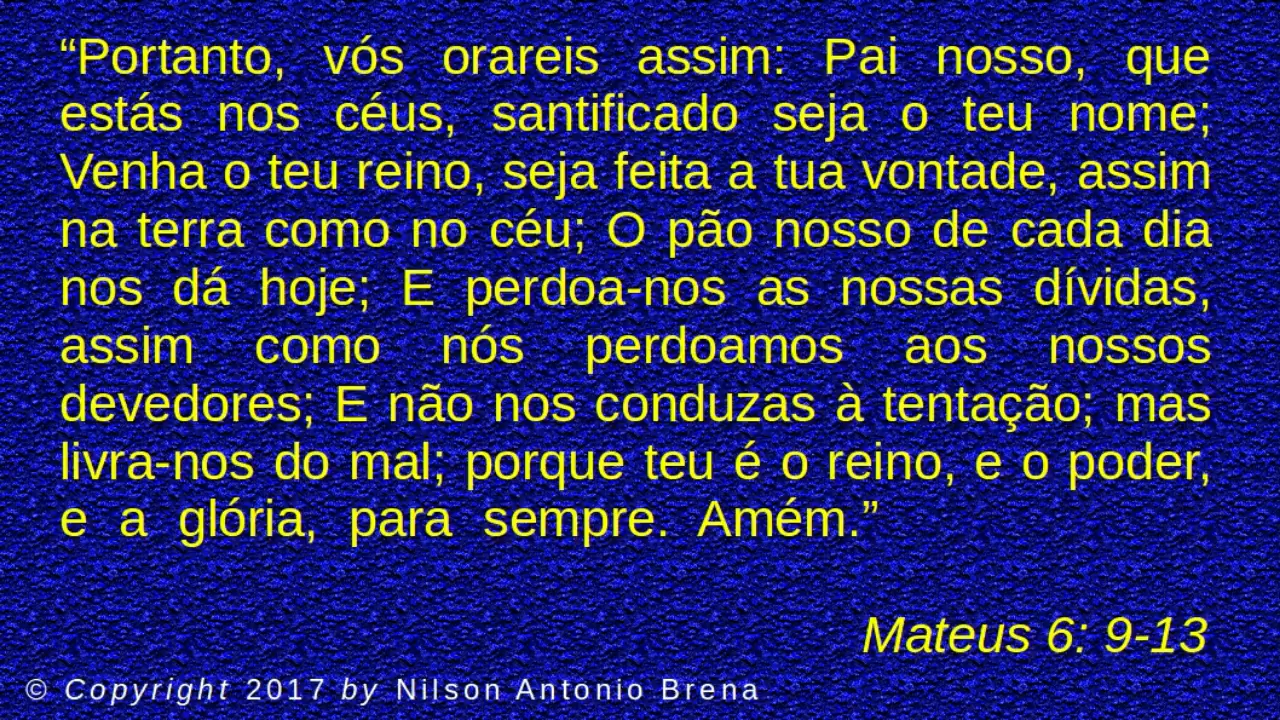 “Portanto, vós orareis assim: Pai nosso, que
estás nos céus, santificado seja o teu nome;
Venha o teu reino, seja feita a tua vontade, assim
na terra como no céu; O pão nosso de cada dia
nos dá hoje; E perdoa-nos as nossas dívidas,
assim como nós perdoamos aos nossos
devedores; E não nos conduzas à tentação; mas
livra-nos do mal; porque teu é o reino, e o poder,
e a glória, para sempre. Amém.”
Mateus 6: 9-13
© Copyright 2017 by Nilson Antonio Brena